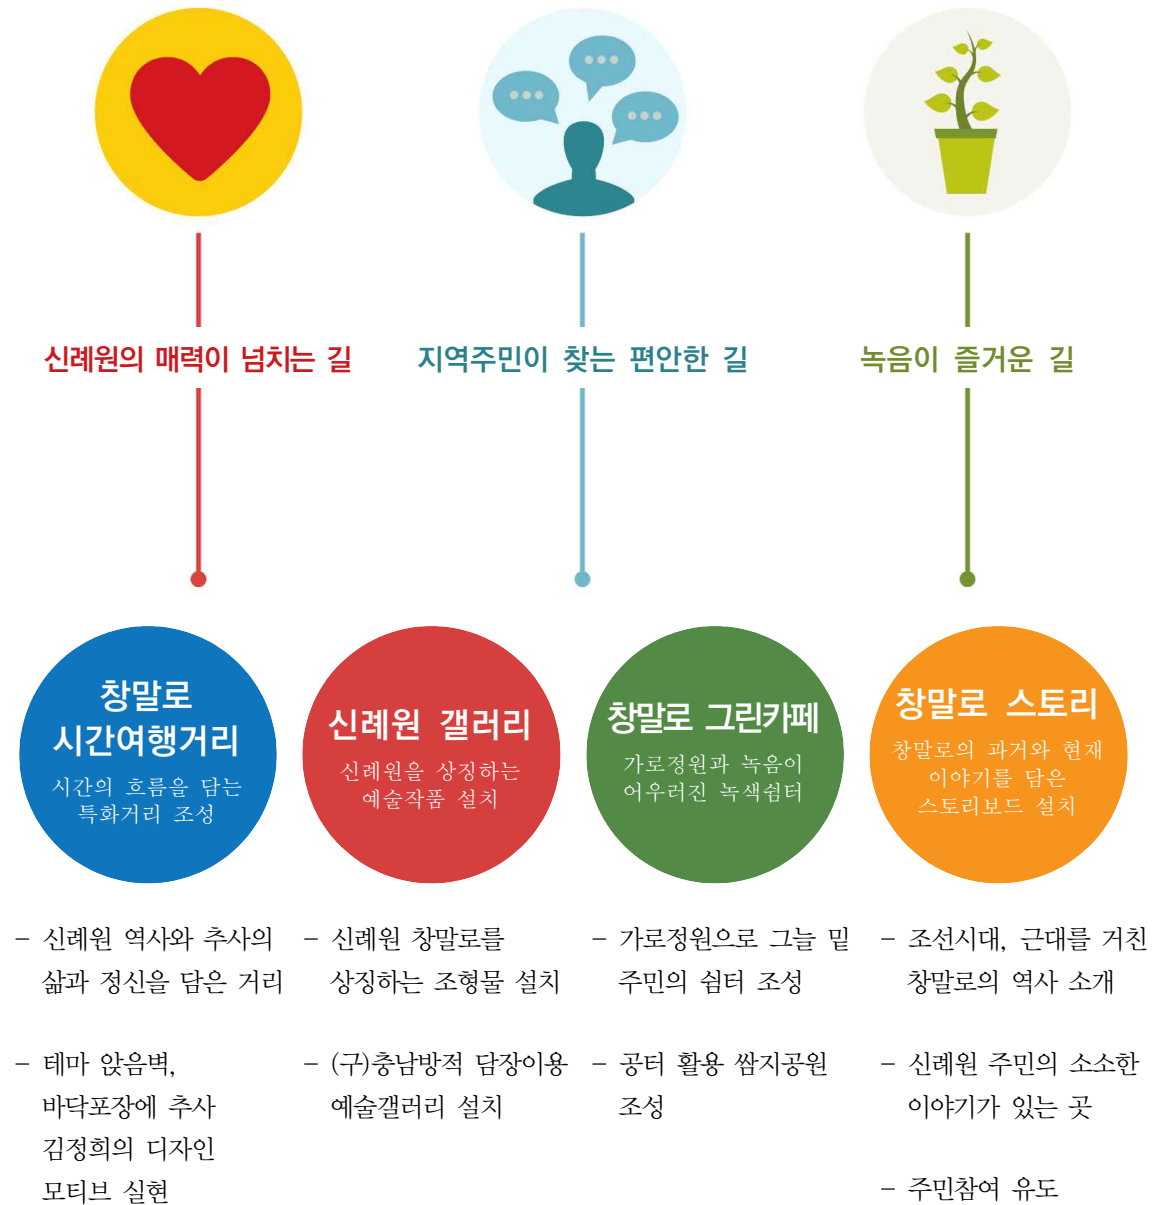 신례원의 매력이 넘치는 길
지역주민이 찾는 편안한 길
녹음이 즐거운 길
창말로
시간여행거리
시간의 흐름을 담는
특화거리 조성
신례원 갤러리
신례원을 상징하는
예술작품 설치
창말로 그린카페
가로정원과 녹음이
어우러진 녹색쉼터
창말로 스토리
창말로의 과거와 현재
이야기를 담은
스토리보드 설치
- 신례원 역사와 추사의
삶과 정신을 담은 거리
- 테마 앉음벽,
바닥포장에 추사
김정희의 디자인
모티브 실현
- 신례원 창말로를
상징하는 조형물 설치
- (구)충남방적 담장이용
예술갤러리 설치
- 가로정원으로 그늘 밑
주민의 쉼터 조성
- 공터 활용 쌈지공원
조성
- 조선시대, 근대를 거친
창말로의 역사 소개
- 신례원 주민의 소소한
이야기가 있는 곳
- 주민참여 유도